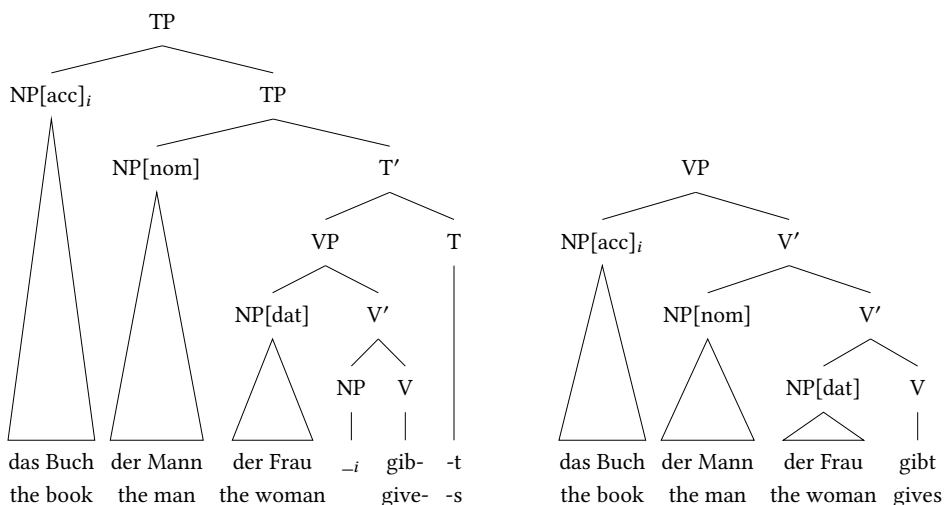 TP
NP[acc]i TP
NP[nom] T′ VP
VP T NP[acc]i V′
NP[dat] V′ NP[nom] V′
NP V NP[dat] V
das Buch der Mann der Frau _i gib- -t das Buch der Mann der Frau gibt
the book the man the woman give- -s the book the man the woman gives